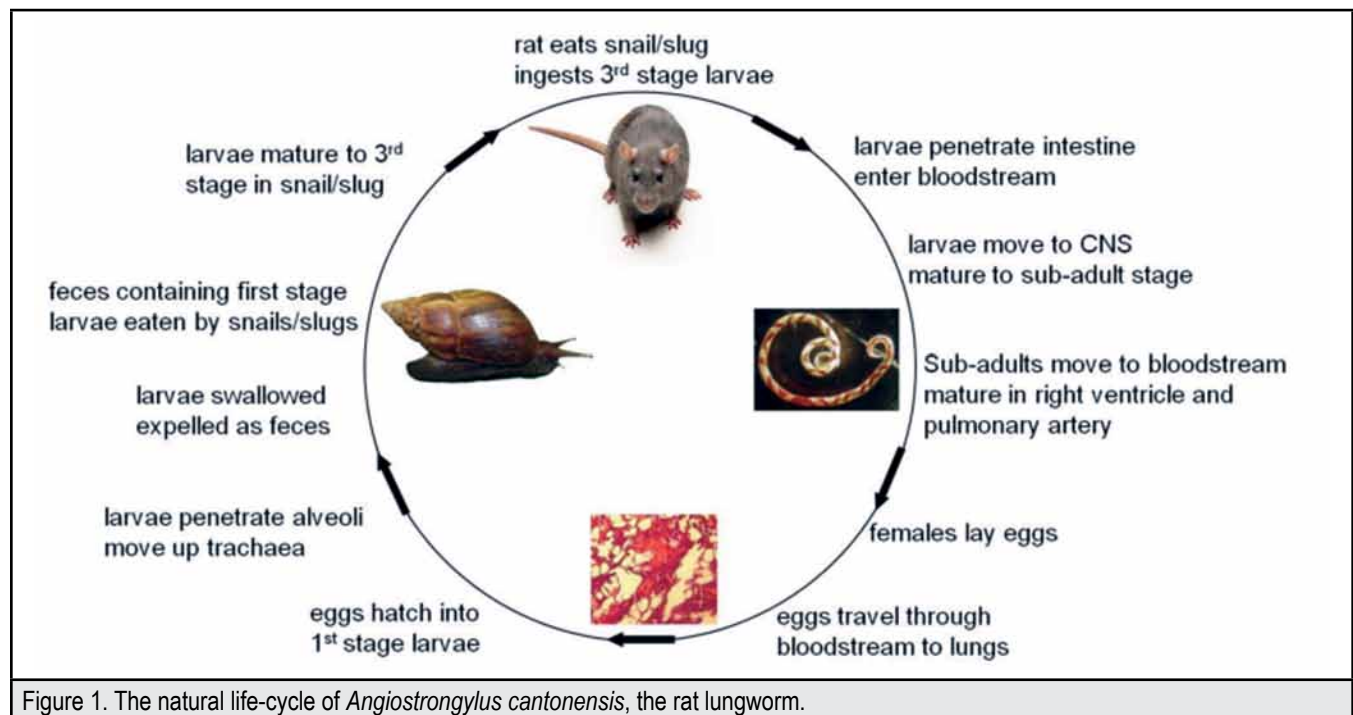 rat eats snail/slug
ingests 3rd stage larvae
larvae penetrate intestine
enter bloodstream
larvae move to CNS
mature to sub-adult stage
Sub-adults move to bloodstream
mature in right ventricle and
pulmonary artery
females lay eggs
eggs travel through
bloodstream to lungs
eggs hatch into
1st stage larvae
larvae penetrate alveoli
move up trachaea
larvae swallowed
expelled as feces
feces containing first stage
larvae eaten by snails/slugs
larvae mature to 3rd
stage in snail/slug
Figure 1. The natural life-cycle of Angiostrongylus cantonensis, the rat lungworm.